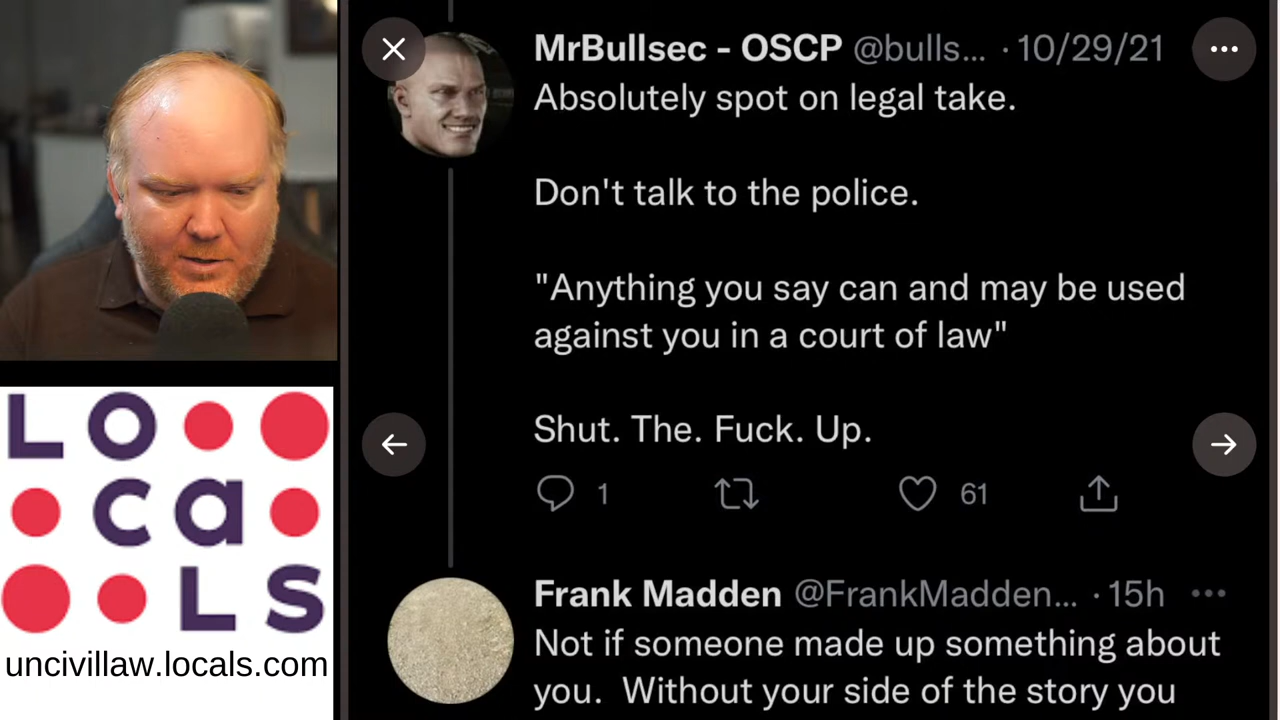 MrBullsec - OSCP @bulls... · 10/29/21
Absolutely spot on legal take.
Don't talk to the police.
"Anything you say can and may be used
against you in a court of law"
Shut. The. Fuck. Up.
1 61
Frank Madden @FrankMadden... · 15h
Not if someone made up something about
you. Without your side of the story you
LO
ca
LS
uncivillaw.locals.com